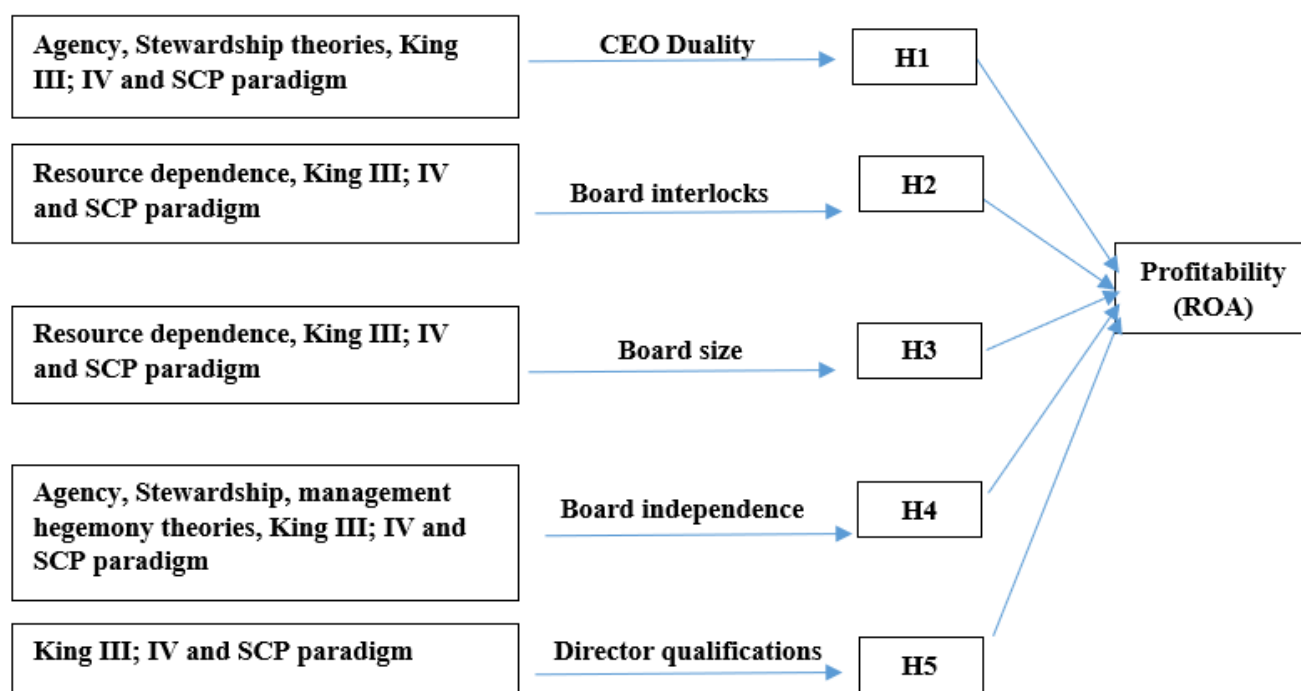 Agency, Stewardship theories, King
III; IV and SCP paradigm
CEO Duality
H1
Resource dependence, King III; IV
and SCP paradigm
Board interlocks
H2
Profitability
(ROA)
Resource dependence, King III; IV
and SCP paradigm
Board size
H3
Agency, Stewardship, management
hegemony theories, King III; IV and
SCP paradigm
Board independence
H4
King III; IV and SCP paradigm
Director qualifications
H5